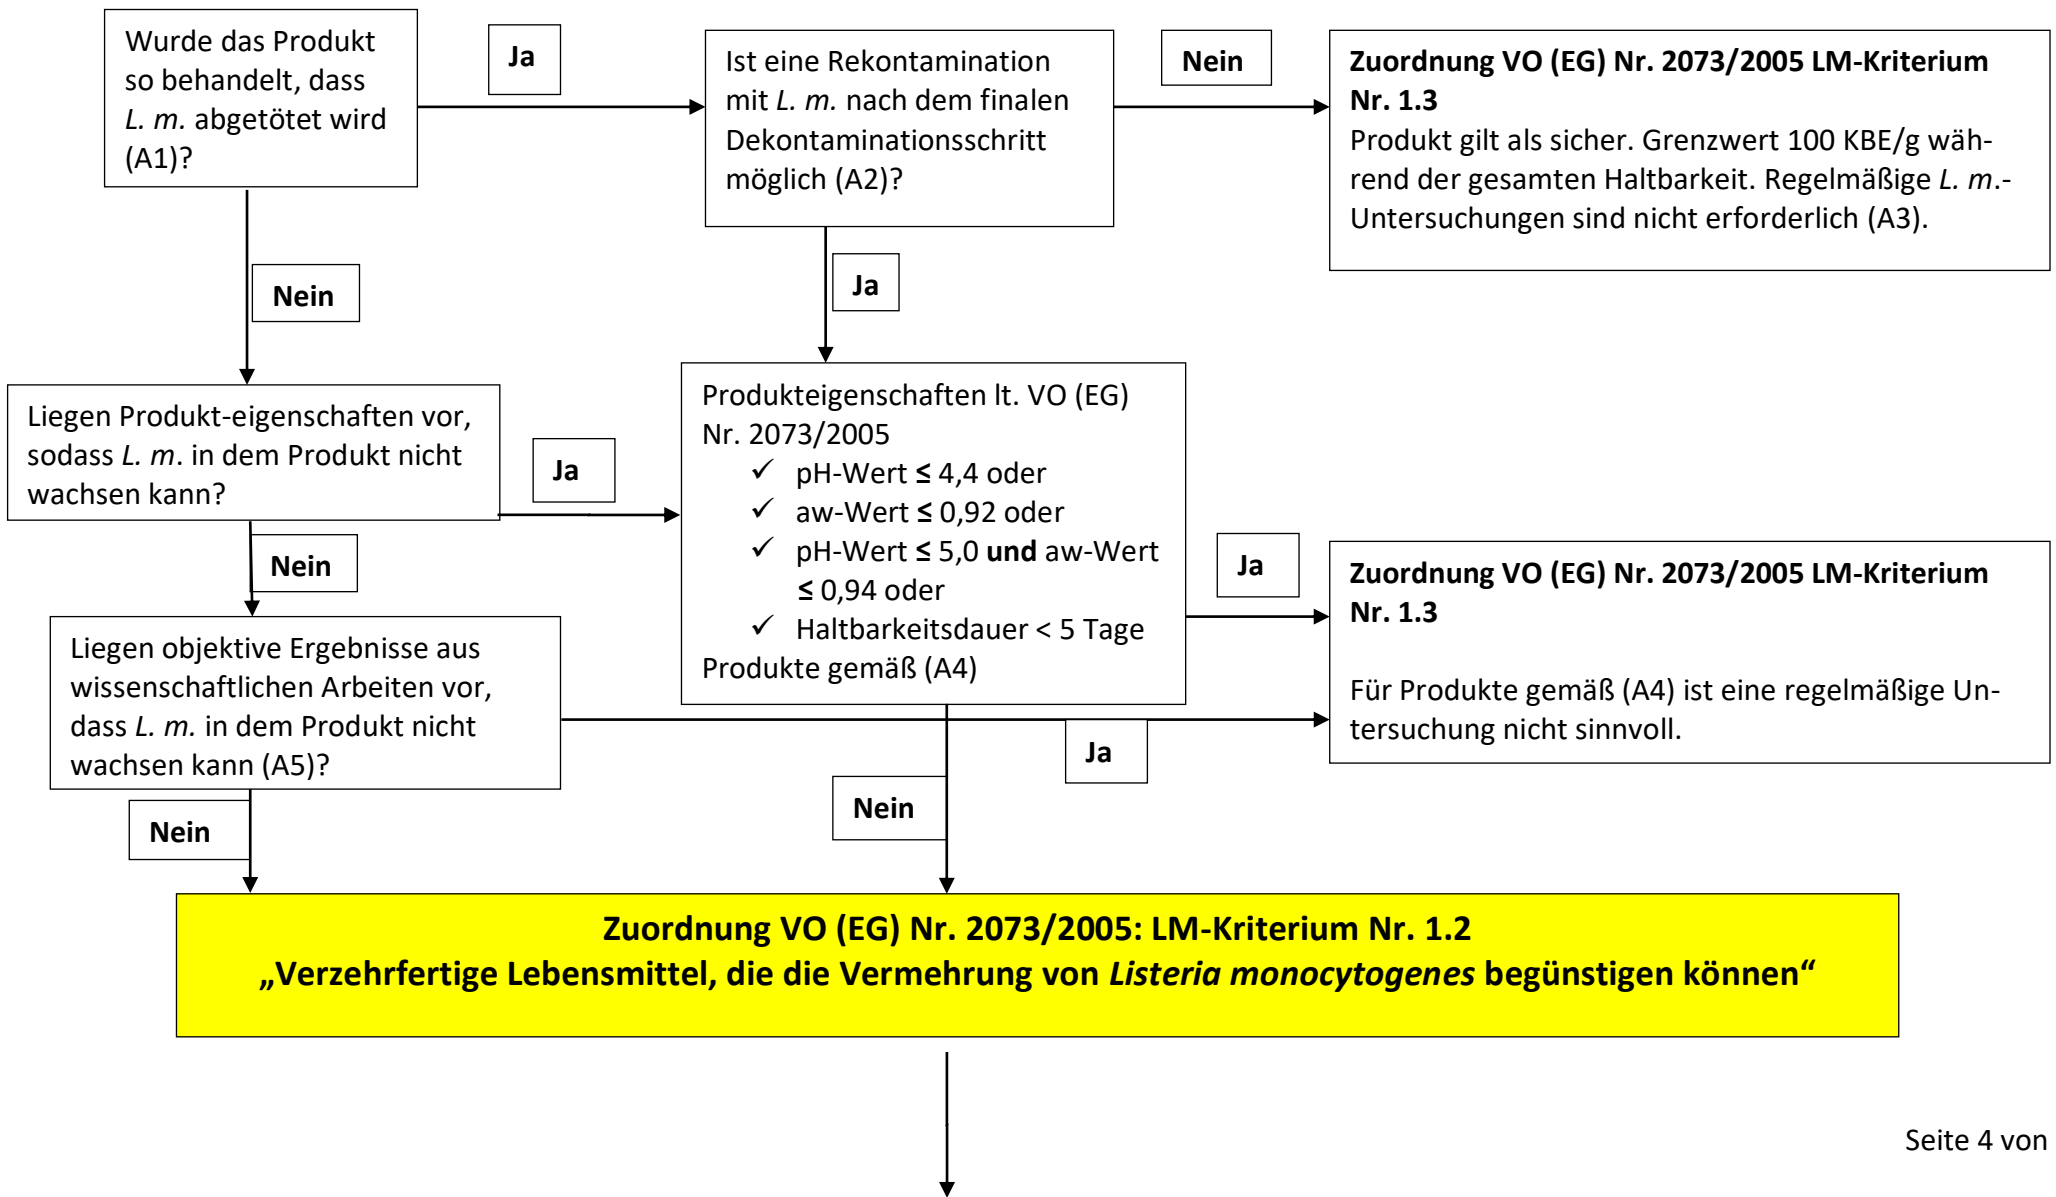 Wurde das Produkt
so behandelt, dass
L. m. abgetötet wird
(A1)?
Ja
Ist eine Rekontamination
mit L. m. nach dem finalen
Dekontaminationsschritt
möglich (A2)?
Nein
Zuordnung VO (EG) Nr. 2073/2005 LM-Kriterium
Nr. 1.3
Produkt gilt als sicher. Grenzwert 100 KBE/g wäh-
rend der gesamten Haltbarkeit. Regelmäßige L. m.-
Untersuchungen sind nicht erforderlich (A3).
Nein
Ja
Liegen Produkt-eigenschaften vor,
sodass L. m. in dem Produkt nicht
wachsen kann?
Ja
Produkteigenschaften lt. VO (EG)
Nr. 2073/2005
✓ pH-Wert ≤ 4,4 oder
✓ aw-Wert ≤ 0,92 oder
✓ pH-Wert ≤ 5,0 und aw-Wert
≤ 0,94 oder
✓ Haltbarkeitsdauer < 5 Tage
Produkte gemäß (A4)
Ja
Zuordnung VO (EG) Nr. 2073/2005 LM-Kriterium
Nr. 1.3
Für Produkte gemäß (A4) ist eine regelmäßige Un-
tersuchung nicht sinnvoll.
Nein
Liegen objektive Ergebnisse aus
wissenschaftlichen Arbeiten vor,
dass L. m. in dem Produkt nicht
wachsen kann (A5)?
Ja
Nein
Nein
Zuordnung VO (EG) Nr. 2073/2005: LM-Kriterium Nr. 1.2
„Verzehrfertige Lebensmittel, die die Vermehrung von Listeria monocytogenes begünstigen können“
Seite 4 von